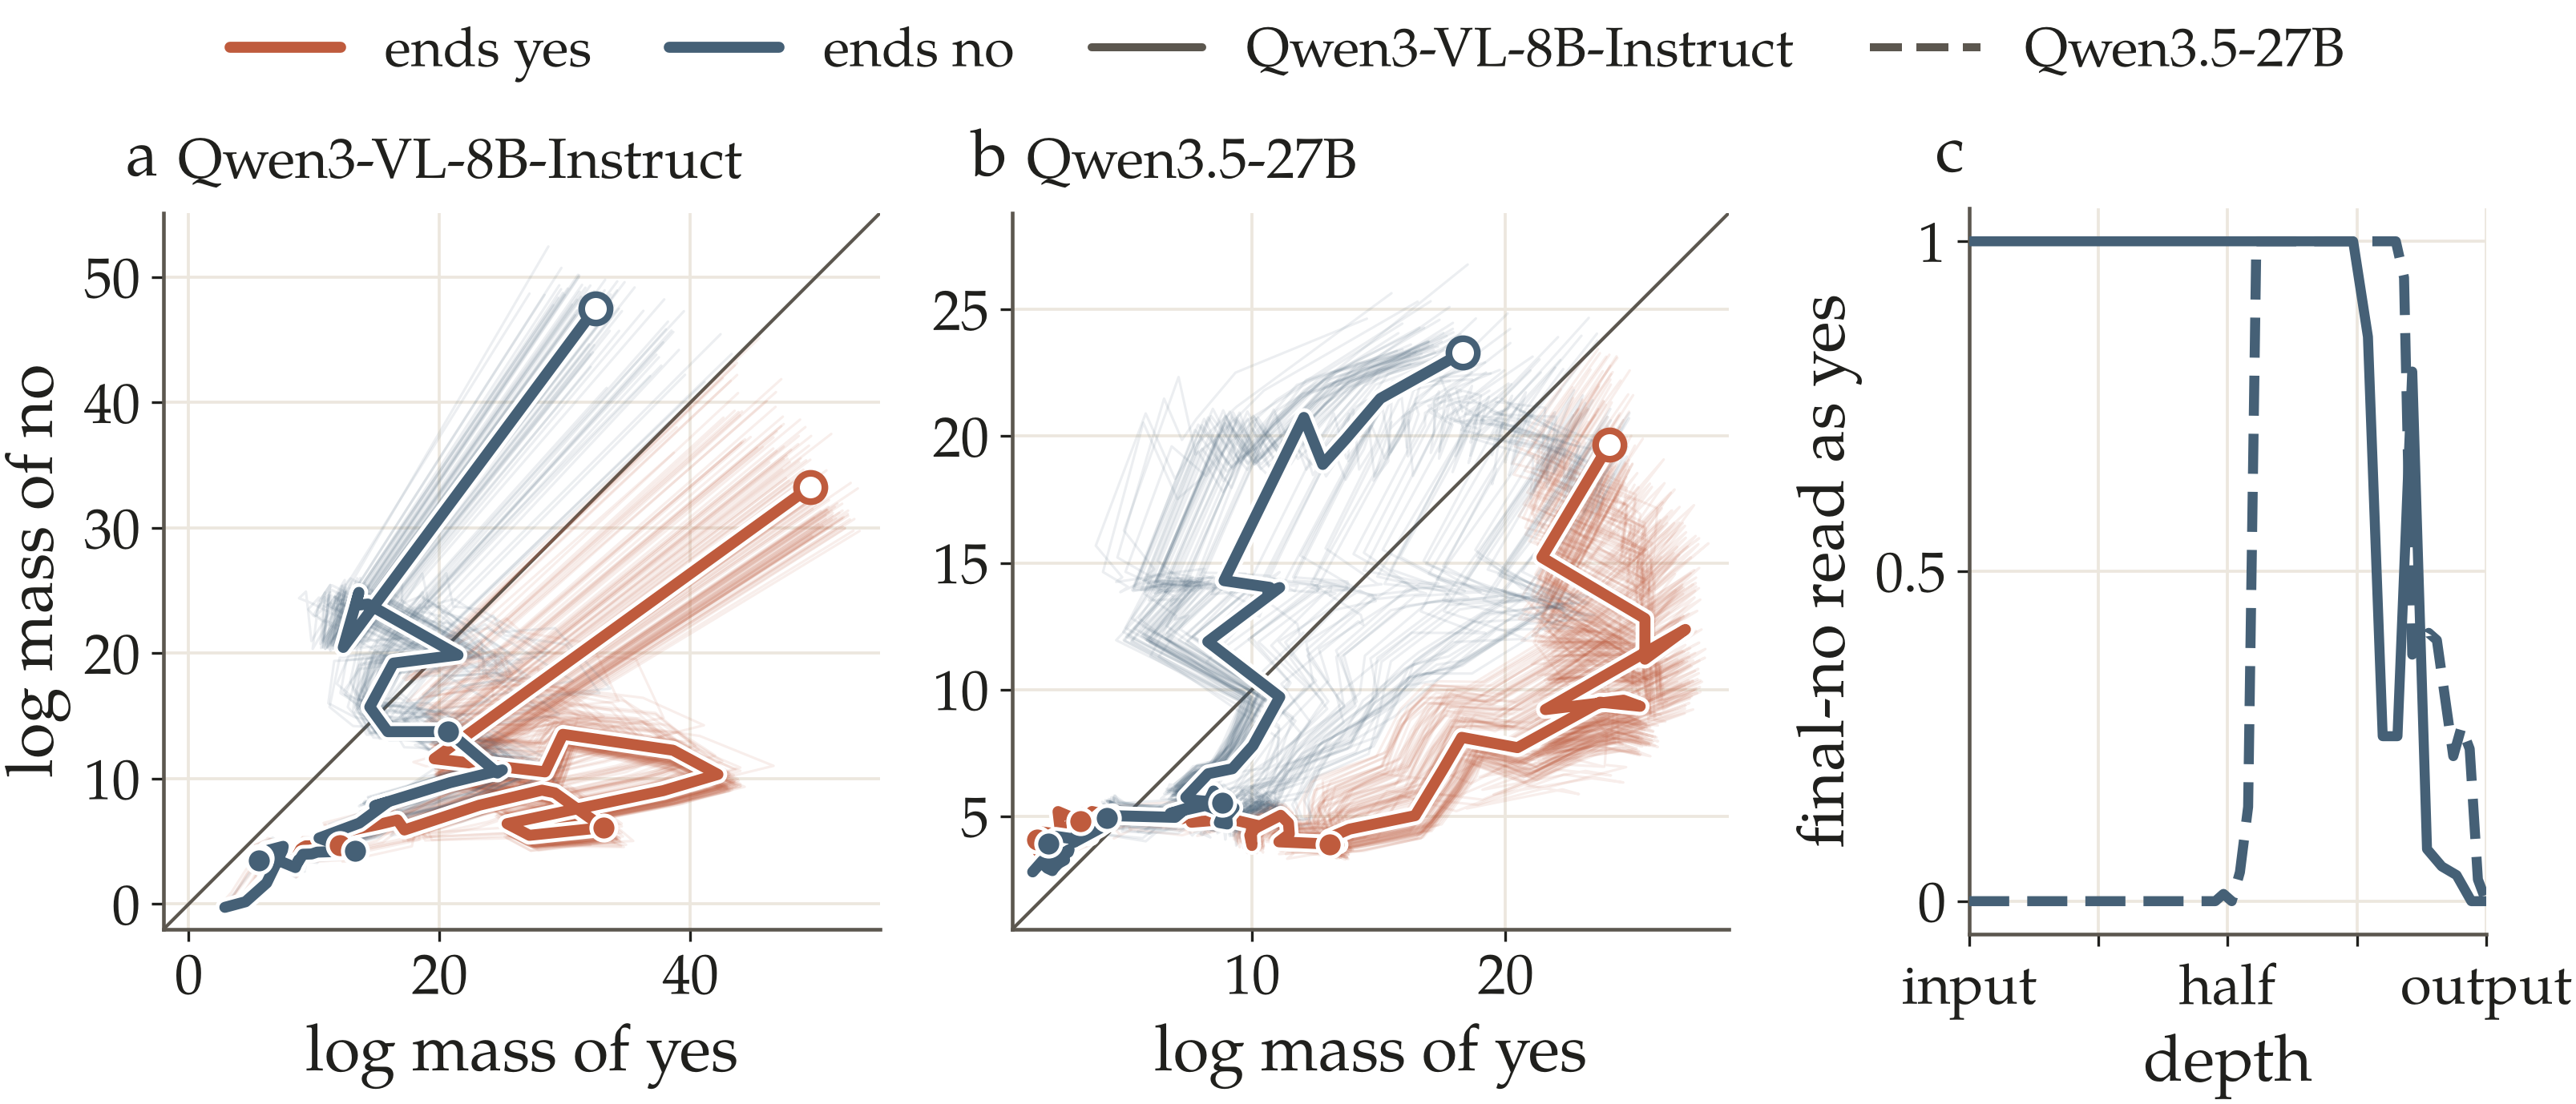 ends yes ends no Qwen3-VL-8B-Instruct Qwen3.5-27B
a Qwen3-VL-8B-Instruct
log mass of no
50
40
30
20
10
0
0 20 40
log mass of yes
b Qwen3.5-27B
25
20
15
10
5
10 20
log mass of yes
c
final-no read as yes
1
0.5
0
input half output
depth